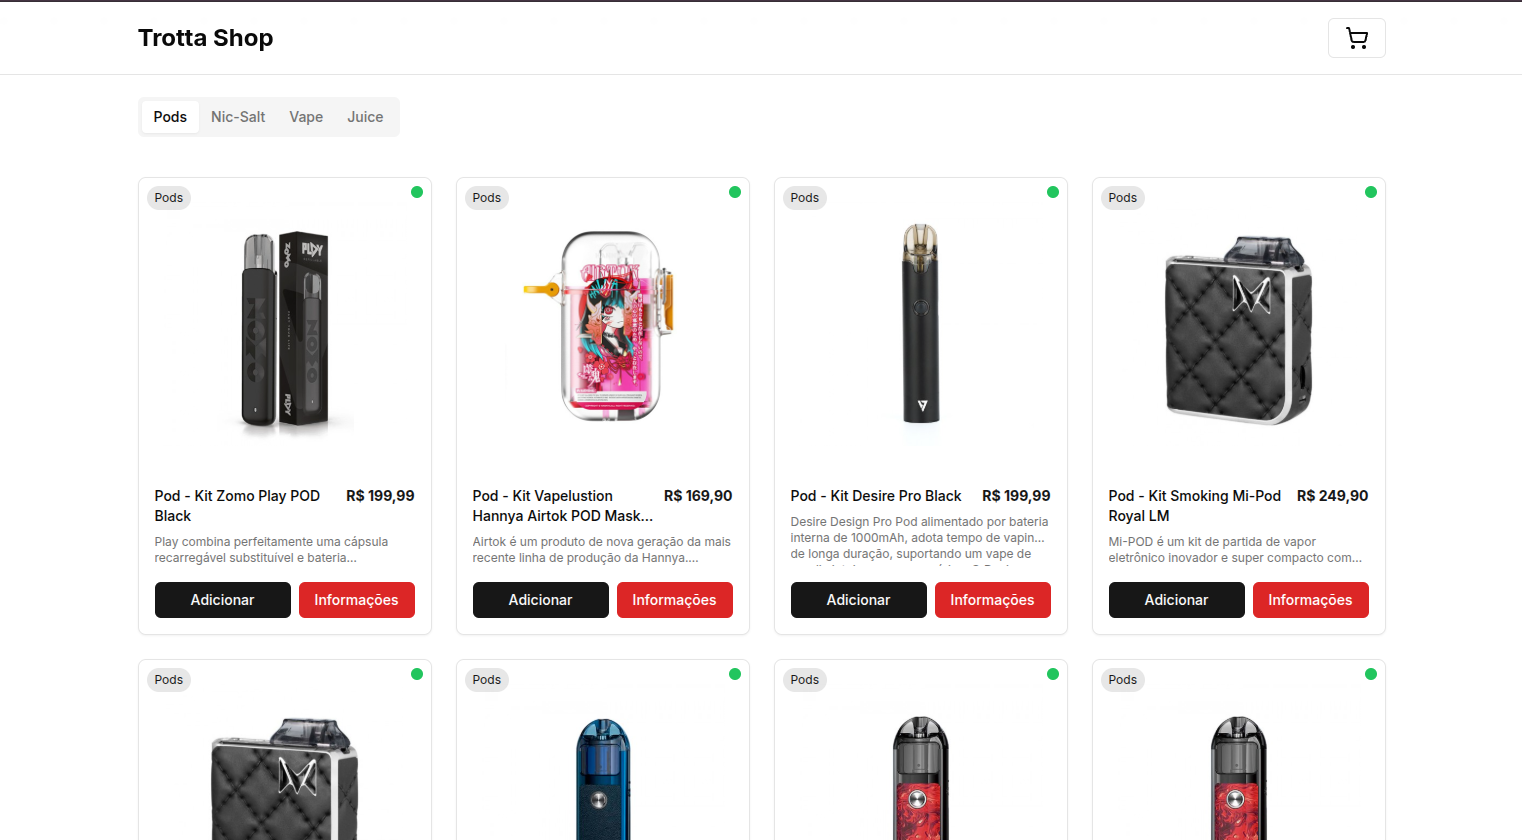 Trotta Shop
Pods
Nic-Salt
Vape
Juice
Pods
PLDY
ZOMO
NOZO
PLDY
Pod - Kit Zomo Play POD
Black
R$ 199,99
Play combina perfeitamente uma cápsula
recarregável substituível e bateria...
Adicionar
Informações
Pods
Pod - Kit Vapelustion
Hannya Airtok POD Mask...
R$ 169,90
Airtok é um produto de nova geração da mais
recente linha de produção da Hannya....
Adicionar
Informações
Pods
Pod - Kit Desire Pro Black
R$ 199,99
Desire Design Pro Pod alimentado por bateria
interna de 1000mAh, adota tempo de vapin...
de longa duração, suportando um vape de
Adicionar
Informações
Pods
Pod - Kit Smoking Mi-Pod
Royal LM
R$ 249,90
Mi-POD é um kit de partida de vapor
eletrônico inovador e super compacto com...
Adicionar
Informações
Pods
Pods
Pods
Pods